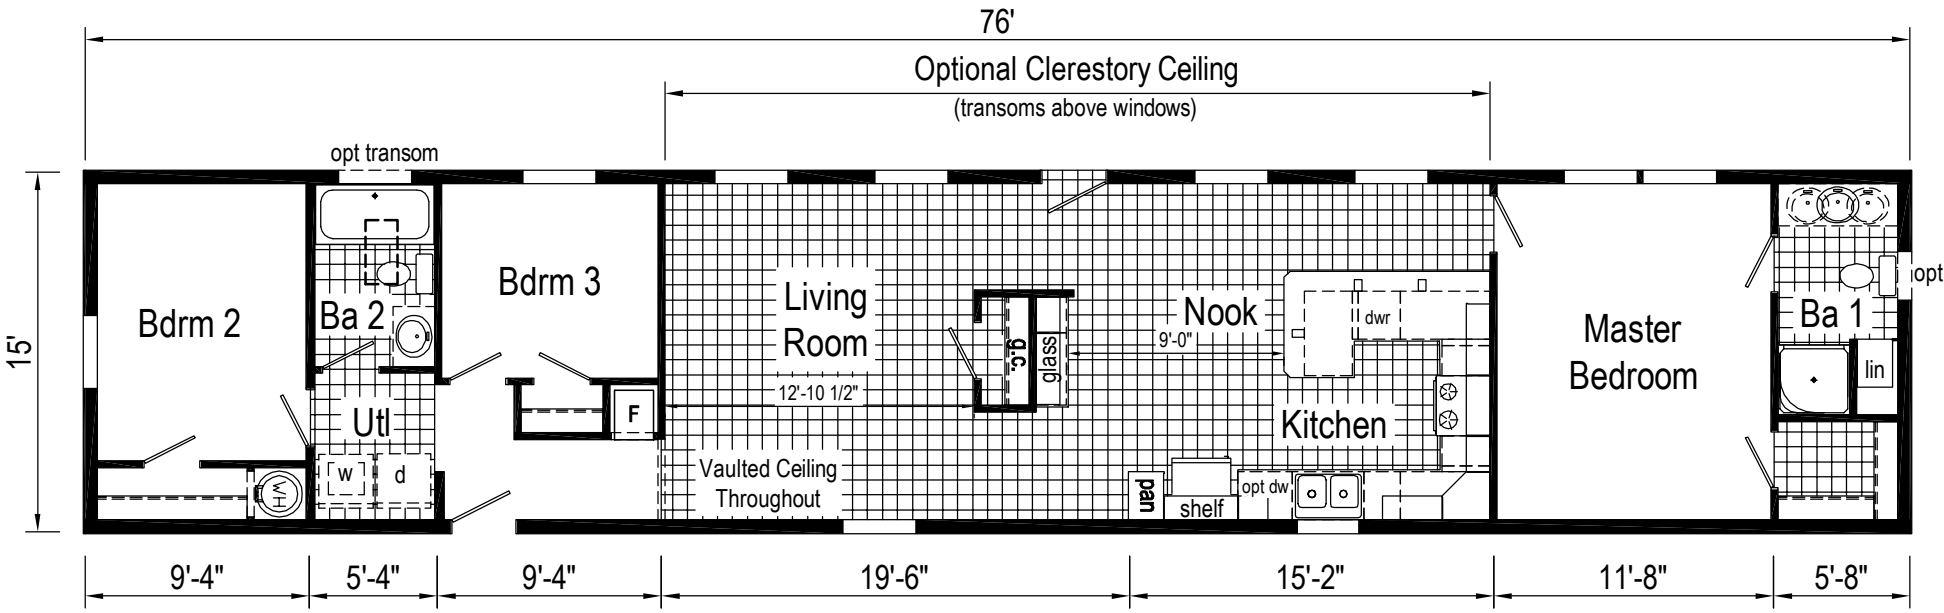 76'
Optional Clerestory Ceiling
(transoms above windows)
opt transom
15'
Bdrm 2
Ba 2
Bdrm 3
Living
Room
12'-10 1/2"
g.c.
glass
Nook
9'-0"
dwr
Master
Bedroom
Ba 1
opt
lin
Utl
F
Kitchen
w
d
WH
Vaulted Ceiling
Throughout
pan
shelf
opt dw
9'-4"
5'-4"
9'-4"
19'-6"
15'-2"
11'-8"
5'-8"